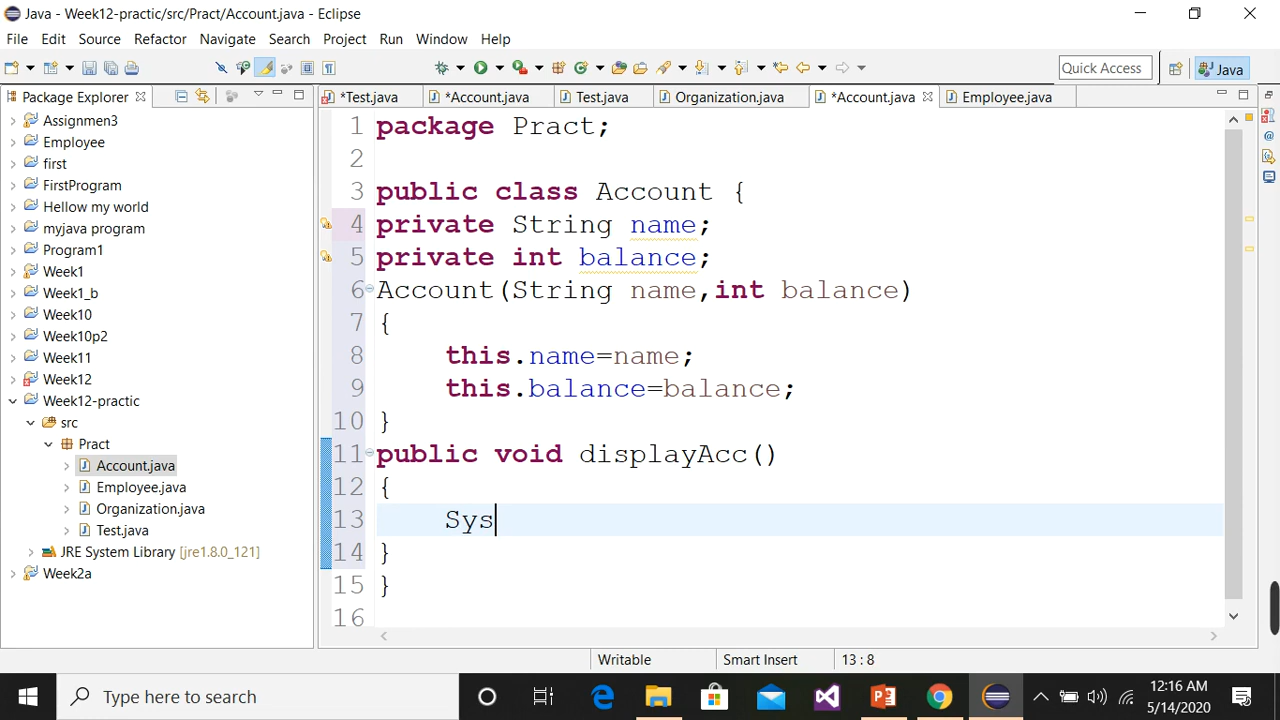 Java - Week12-practic/src/Pract/Account.java - Eclipse
File Edit Source Refactor Navigate Search Project Run Window Help
Quick Access Java
Package Explorer *Test.java *Account.java Test.java Organization.java *Account.java Employee.java
Assignmen3
Employee
first
FirstProgram
Hellow my world
myjava program
Program1
Week1
Week1_b
Week10
Week10p2
Week11
Week12
Week12-practic
src
Pract
Account.java
Employee.java
Organization.java
Test.java
JRE System Library [jre1.8.0_121]
Week2a
1 package Pract;
2
3 public class Account {
4 private String name;
5 private int balance;
6 Account(String name,int balance)
7 {
8 this.name=name;
9 this.balance=balance;
10 }
11 public void displayAcc()
12 {
13 Sys
14 }
15 }
16
Writable Smart Insert 13 : 8
Type here to search
12:16 AM
5/14/2020